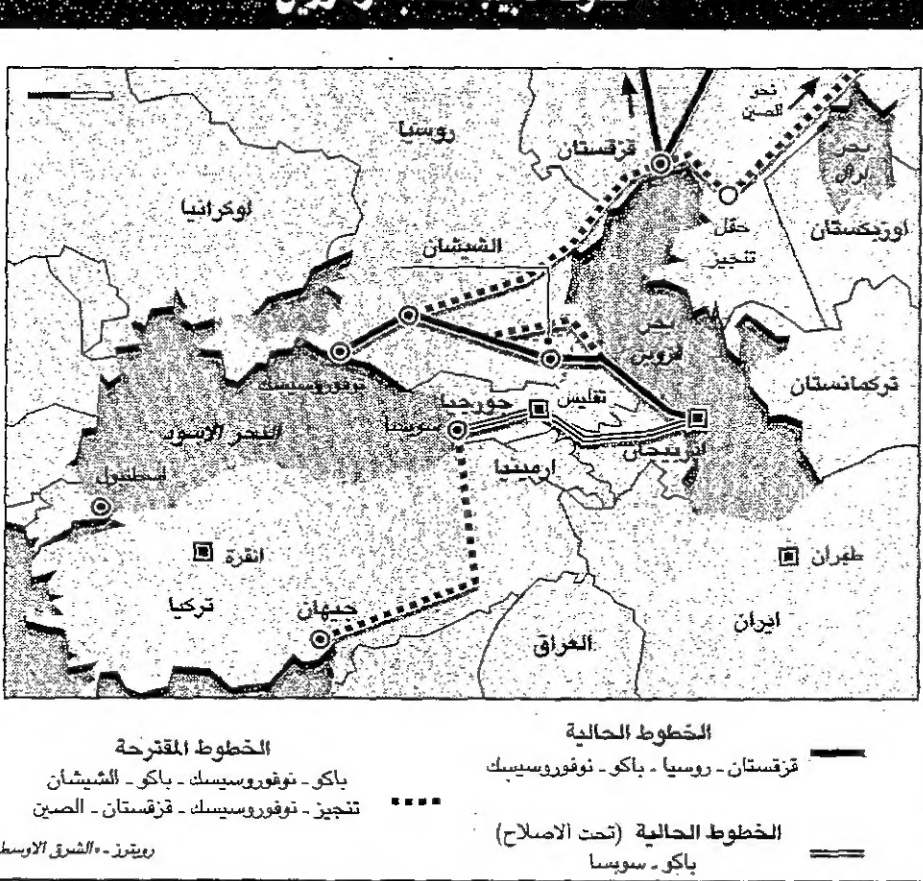 نحو
الصين
روسيا
قزقستان
بحر
ارال
اوكرانيا
اوزبكستان
حقل
تنجيز
الشيشان
بحر
قزوين
تركمانستان
نوفوروسيسك
جورجيا
تفليس
سوبسا
البحر الاسود
اذربيجان
ارمينيا
اسطنبول
انقرة
طهران
تركيا
جيهان
ايران
العراق
الخطوط الحالية
قزقستان - روسيا - باكو - نوفوروسيسك
الخطوط الحالية (تحت الاصلاح)
باكو - سوبسا
الخطوط المقترحة
باكو - نوفوروسيسك - باكو - الشيشان
تنجيز - نوفوروسيسك - قزقستان - الصين
رويترز - «الشرق الاوسط